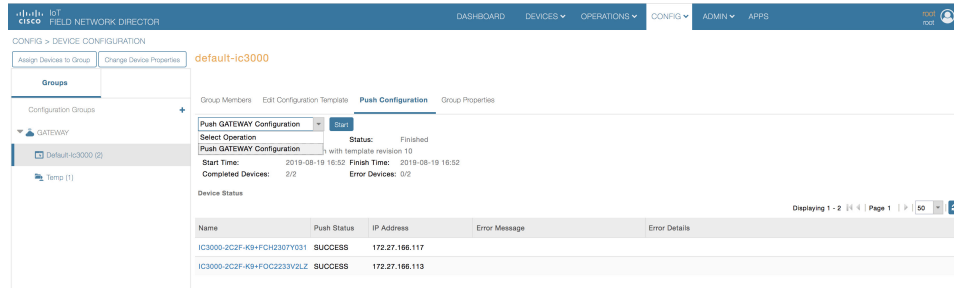 CISCO IoT
FIELD NETWORK DIRECTOR
DASHBOARD DEVICES OPERATIONS CONFIG ADMIN APPS
root
root
CONFIG > DEVICE CONFIGURATION
Assign Devices to Group Change Device Properties
default-ic3000
Groups
Configuration Groups +
GATEWAY
Default-Ic3000 (2)
Temp (1)
Group Members Edit Configuration Template Push Configuration Group Properties
Push GATEWAY Configuration Start
Select Operation
Push GATEWAY Configuration
Status: Finished
with template revision 10
Start Time: 2019-08-19 16:52 Finish Time: 2019-08-19 16:52
Completed Devices: 2/2 Error Devices: 0/2
Device Status
Displaying 1 - 2 Page 1 50
Name Push Status IP Address Error Message Error Details
IC3000-2C2F-K9+FCH2307Y031 SUCCESS 172.27.166.117
IC3000-2C2F-K9+FOC2233V2LZ SUCCESS 172.27.166.113